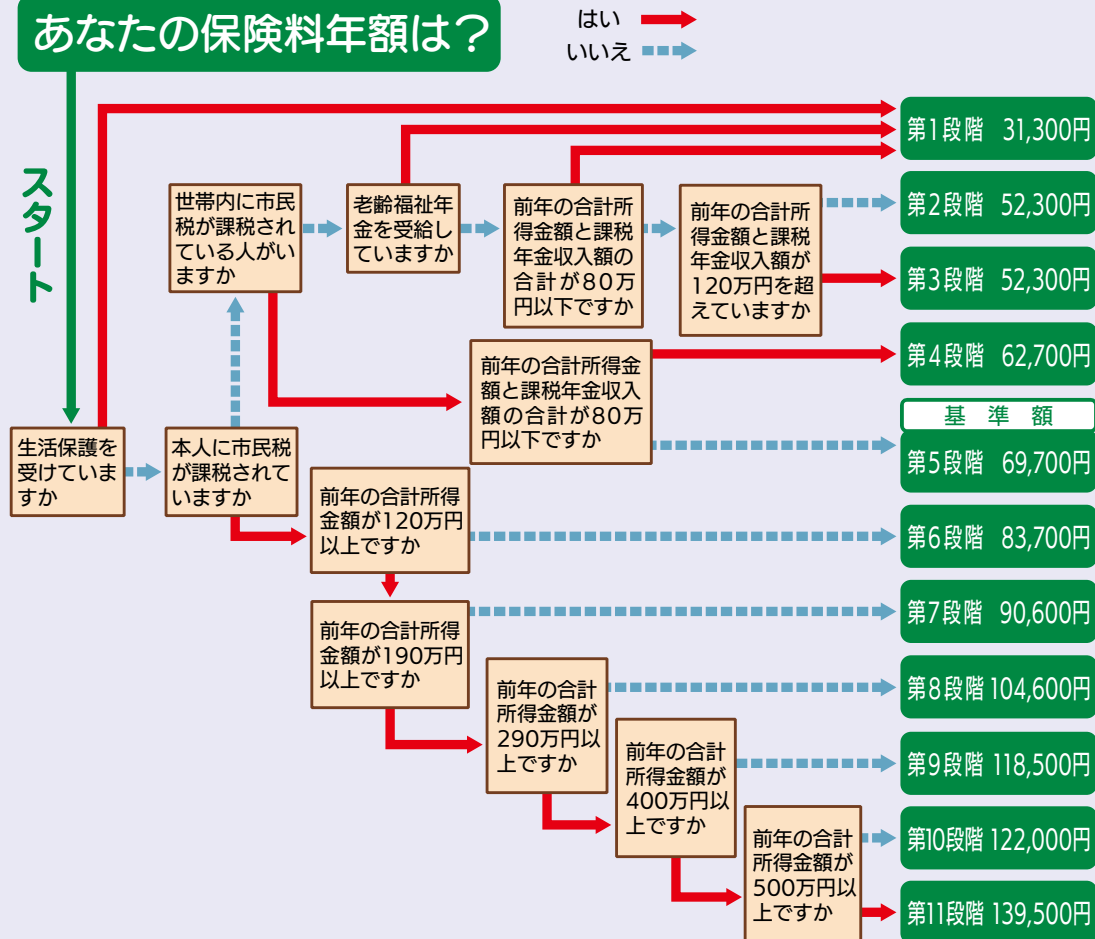 あなたの保険料年額は？
はい
いいえ
スタート
生活保護を
受けていま
すか
本人に市民税
が課税されて
いますか
世帯内に市民
税が課税され
ている人がい
ますか
老齢福祉年
金を受給し
ていますか
前年の合計所
得金額と課税
年金収入額の
合計が80万
円以下ですか
前年の合計所
得金額と課税
年金収入額が
120万円を超
えていますか
前年の合計所得金
額と課税年金収入
額の合計が80万
円以下ですか
前年の合計所得
金額が120万円
以上ですか
前年の合計所得
金額が190万円
以上ですか
前年の合計
所得金額が
290万円以
上ですか
前年の合計
所得金額が
400万円以
上ですか
前年の合計
所得金額が
500万円以
上ですか
第1段階 31,300円
第2段階 52,300円
第3段階 52,300円
第4段階 62,700円
基準額
第5段階 69,700円
第6段階 83,700円
第7段階 90,600円
第8段階 104,600円
第9段階 118,500円
第10段階 122,000円
第11段階 139,500円